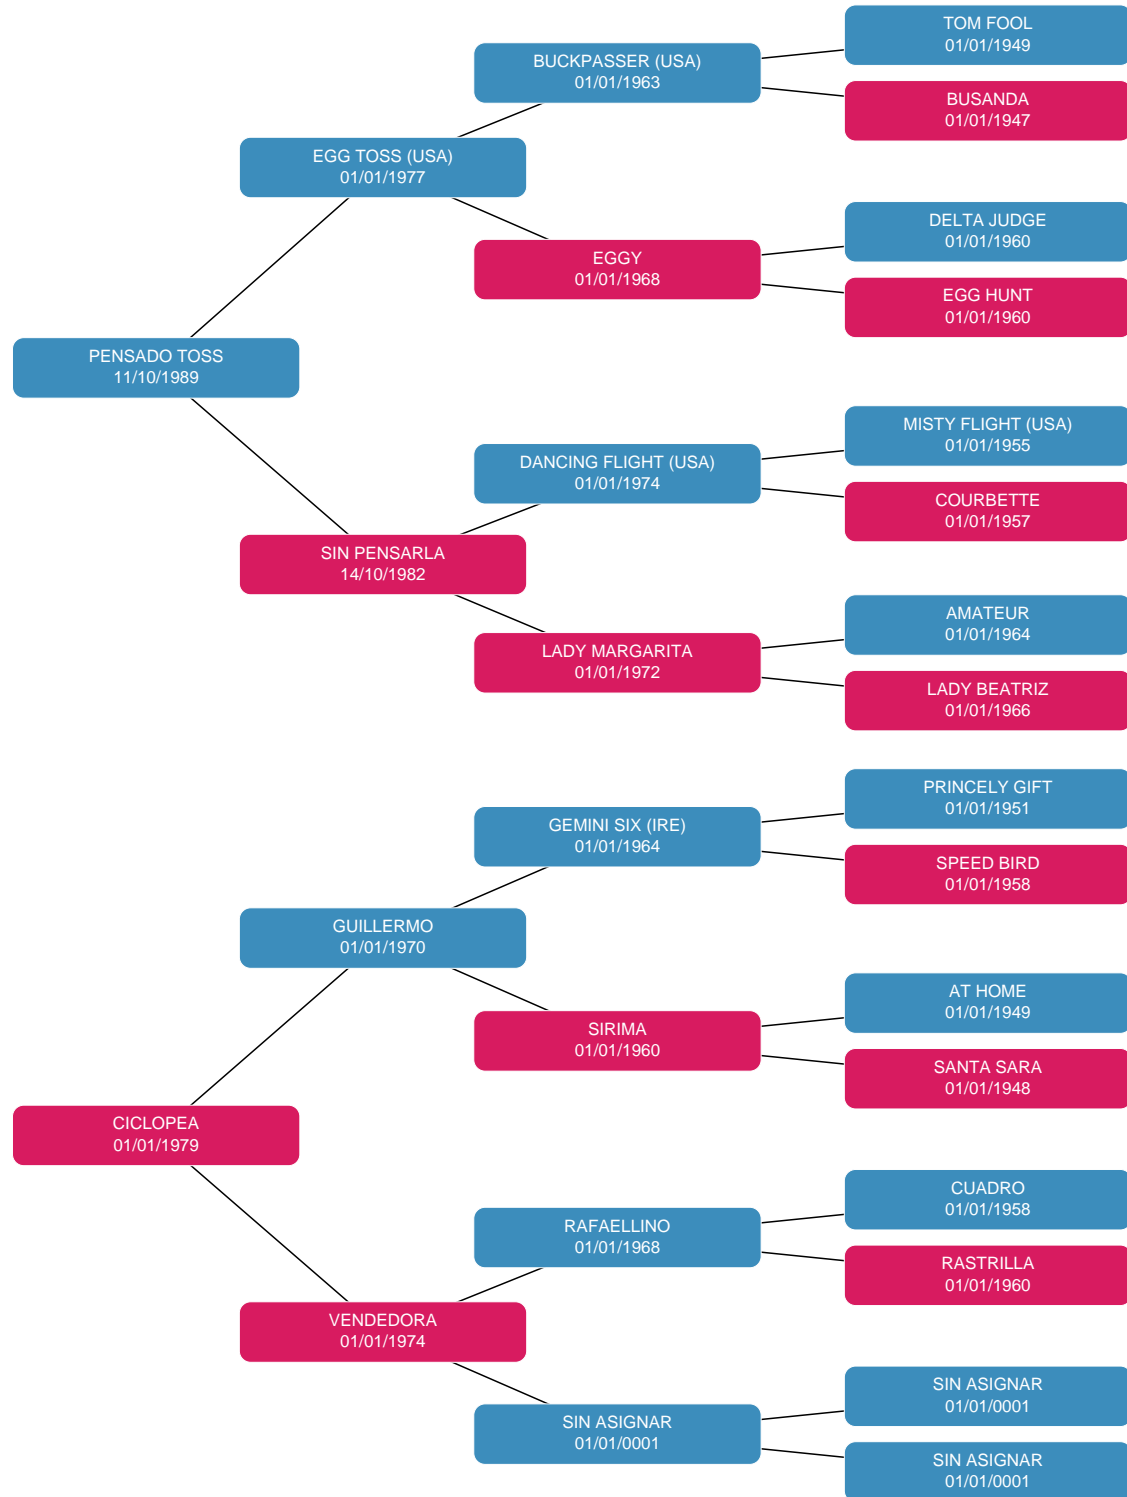 TOM FOOL
01/01/1949
BUCKPASSER (USA)
01/01/1963
BUSANDA
01/01/1947
EGG TOSS (USA)
01/01/1977
DELTA JUDGE
01/01/1960
EGGY
01/01/1968
EGG HUNT
01/01/1960
PENSADO TOSS
11/10/1989
MISTY FLIGHT (USA)
01/01/1955
DANCING FLIGHT (USA)
01/01/1974
COURBETTE
01/01/1957
SIN PENSARLA
14/10/1982
AMATEUR
01/01/1964
LADY MARGARITA
01/01/1972
LADY BEATRIZ
01/01/1966
PRINCELY GIFT
01/01/1951
GEMINI SIX (IRE)
01/01/1964
SPEED BIRD
01/01/1958
GUILLERMO
01/01/1970
AT HOME
01/01/1949
SIRIMA
01/01/1960
SANTA SARA
01/01/1948
CICLOPEA
01/01/1979
CUADRO
01/01/1958
RAFAELLINO
01/01/1968
RASTRILLA
01/01/1960
VENDEDORA
01/01/1974
SIN ASIGNAR
01/01/0001
SIN ASIGNAR
01/01/0001
SIN ASIGNAR
01/01/0001